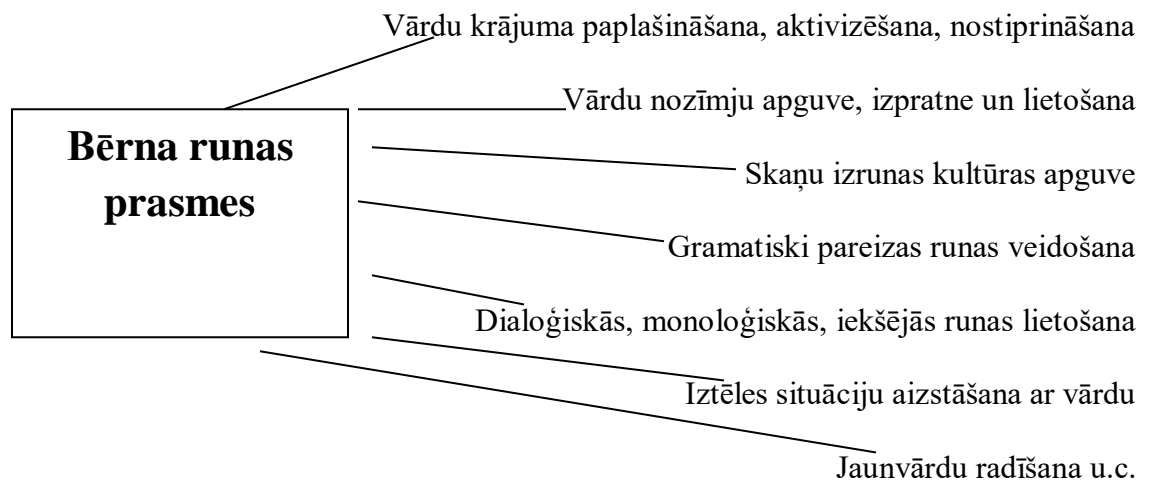 Vārdu krājuma paplašināšana, aktivizēšana, nostiprināšana
Vārdu nozīmju apguve, izpratne un lietošana
Bērna runas
prasmes
Skaņu izrunas kultūras apguve
Gramatiski pareizas runas veidošana
Dialoģiskās, monoloģiskās, iekšējās runas lietošana
Iztēles situāciju aizstāšana ar vārdu
Jaunvārdu radīšana u.c.